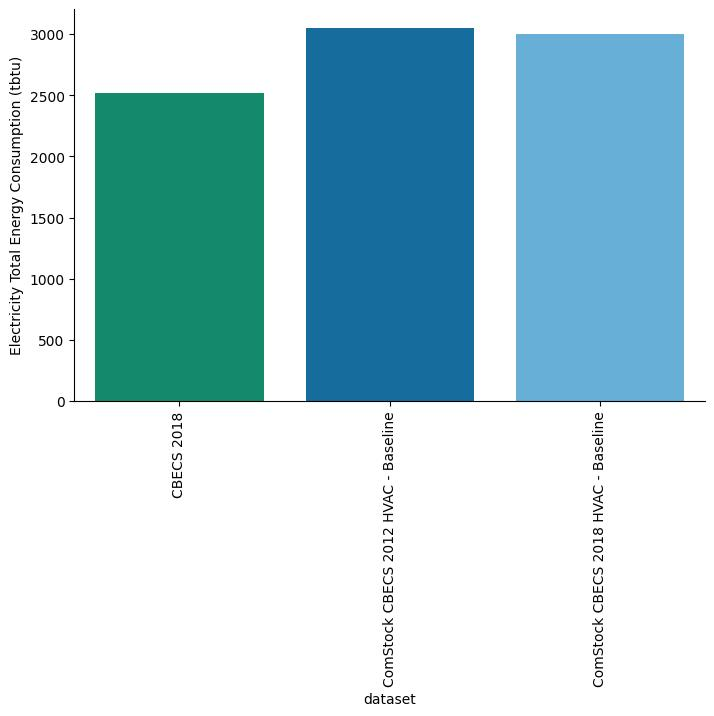 Electricity Total Energy Consumption (tbtu)
3000
2500
2000
1500
1000
500
0
CBECS 2018
ComStock CBECS 2012 HVAC - Baseline
ComStock CBECS 2018 HVAC - Baseline
dataset